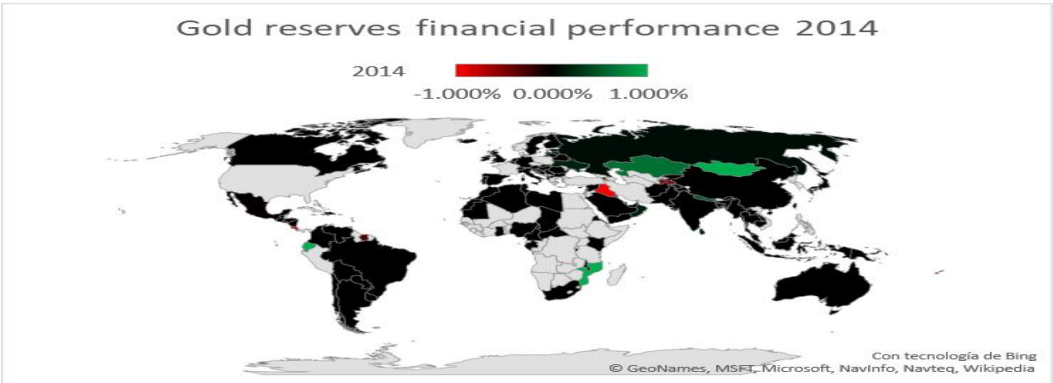 Gold reserves financial performance 2014
2014
-1.000% 0.000% 1.000%
Con tecnología de Bing
© GeoNames, MSFT, Microsoft, NavInfo, Navteq, Wikipedia